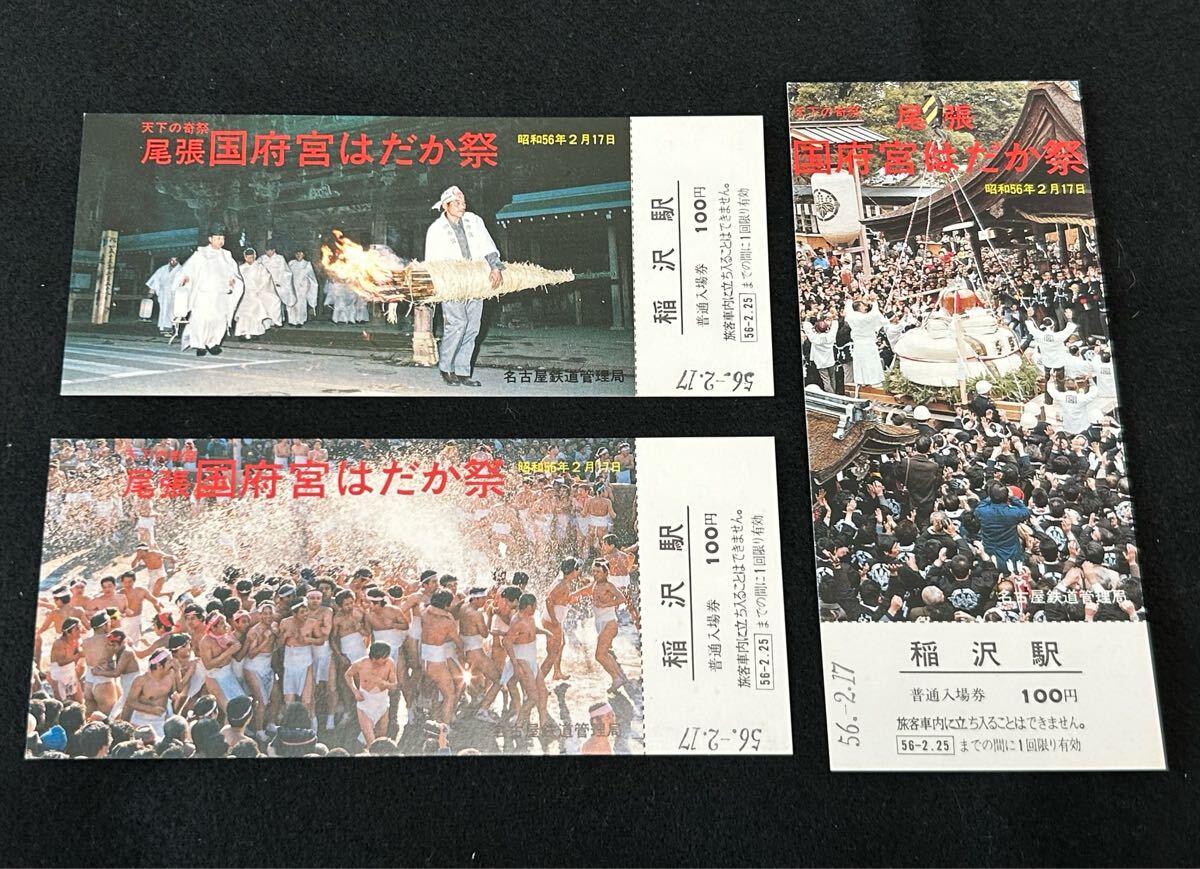 天下の奇祭
尾張国府宮はだか祭
昭和56年2月17日
名古屋鉄道管理局
稲沢駅
普通入場券 100円
旅客車内に立ち入ることはできません。
56-2.25 までの間に1回限り有効
56.-2.17
天下の奇祭
尾張国府宮はだか祭
昭和56年2月17日
名古屋鉄道管理局
稲沢駅
普通入場券 100円
旅客車内に立ち入ることはできません。
56-2.25 までの間に1回限り有効
56.-2.17
天下の奇祭
尾張
国府宮はだか祭
昭和56年2月17日
名古屋鉄道管理局
稲沢駅
普通入場券 100円
旅客車内に立ち入ることはできません。
56-2.25 までの間に1回限り有効
56.-2.17